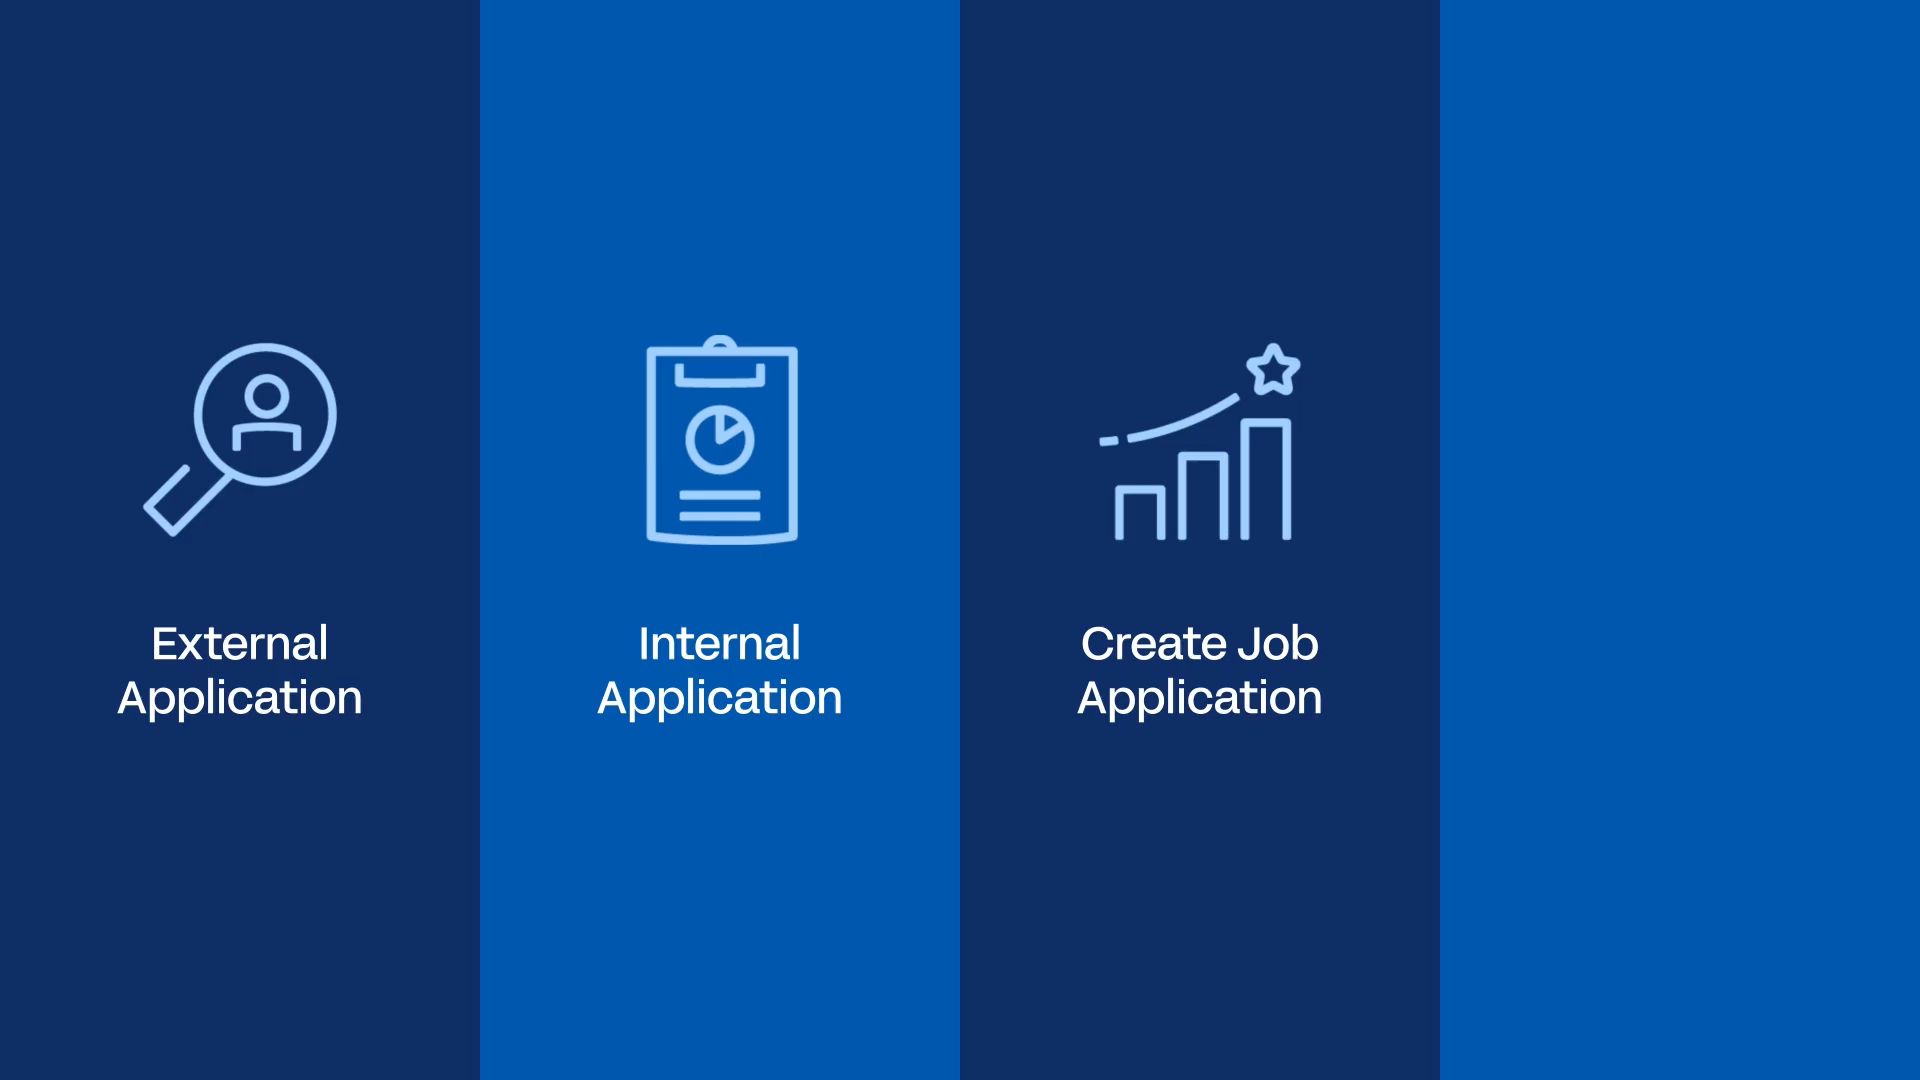 External
Application
Internal
Application
Create Job
Application